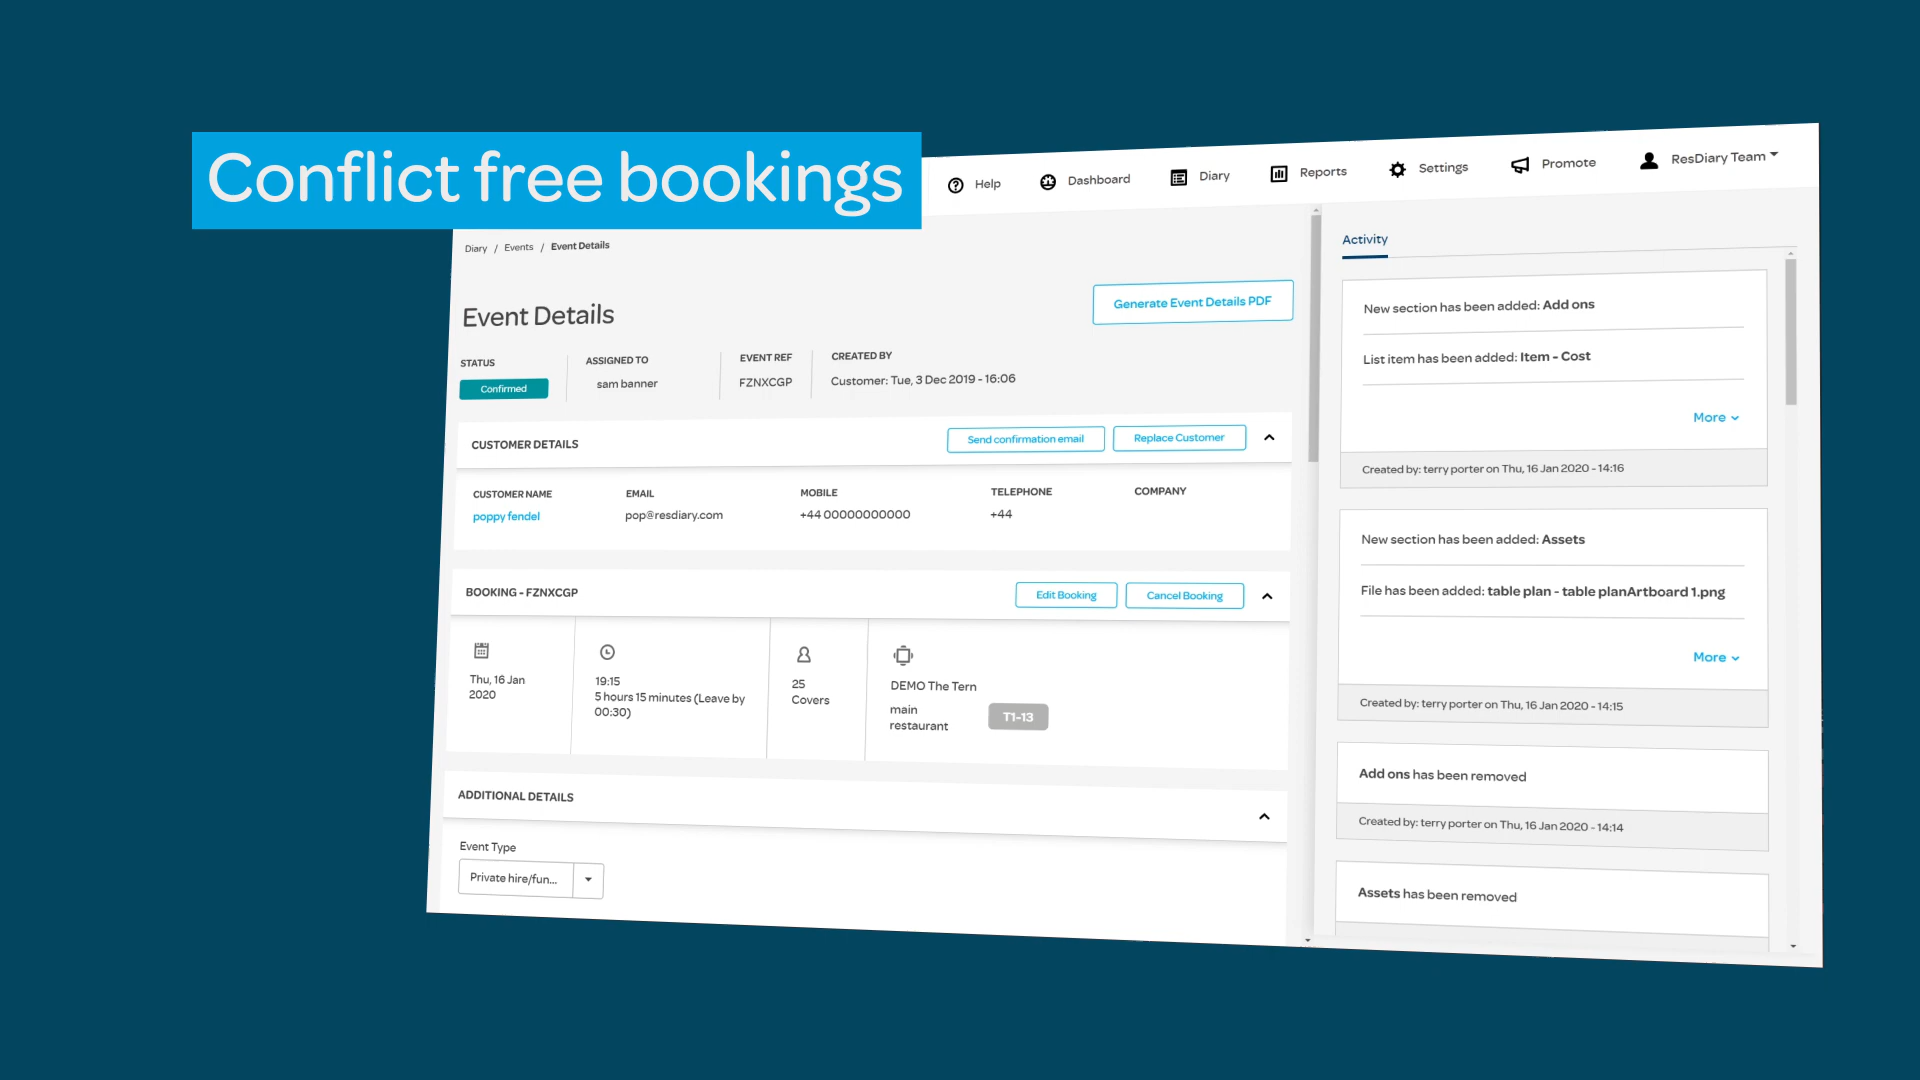 Conflict free bookings
Help
Dashboard
Diary
Reports
Settings
Promote
ResDiary Team
Diary / Events / Event Details
Event Details
Generate Event Details PDF
STATUS
Confirmed
ASSIGNED TO
sam banner
EVENT REF
FZNXCGP
CREATED BY
Customer: Tue, 3 Dec 2019 - 16:06
CUSTOMER DETAILS
Send confirmation email
Replace Customer
CUSTOMER NAME
poppy fendel
EMAIL
pop@resdiary.com
MOBILE
+44 00000000000
TELEPHONE
+44
COMPANY
BOOKING - FZNXCGP
Edit Booking
Cancel Booking
Thu, 16 Jan
2020
19:15
5 hours 15 minutes (Leave by
00:30)
25
Covers
DEMO The Tern
main
restaurant
T1-13
ADDITIONAL DETAILS
Event Type
Private hire/fun...
Activity
New section has been added: Add ons
List item has been added: Item - Cost
More
Created by: terry porter on Thu, 16 Jan 2020 - 14:16
New section has been added: Assets
File has been added: table plan - table planArtboard 1.png
More
Created by: terry porter on Thu, 16 Jan 2020 - 14:15
Add ons has been removed
Created by: terry porter on Thu, 16 Jan 2020 - 14:14
Assets has been removed